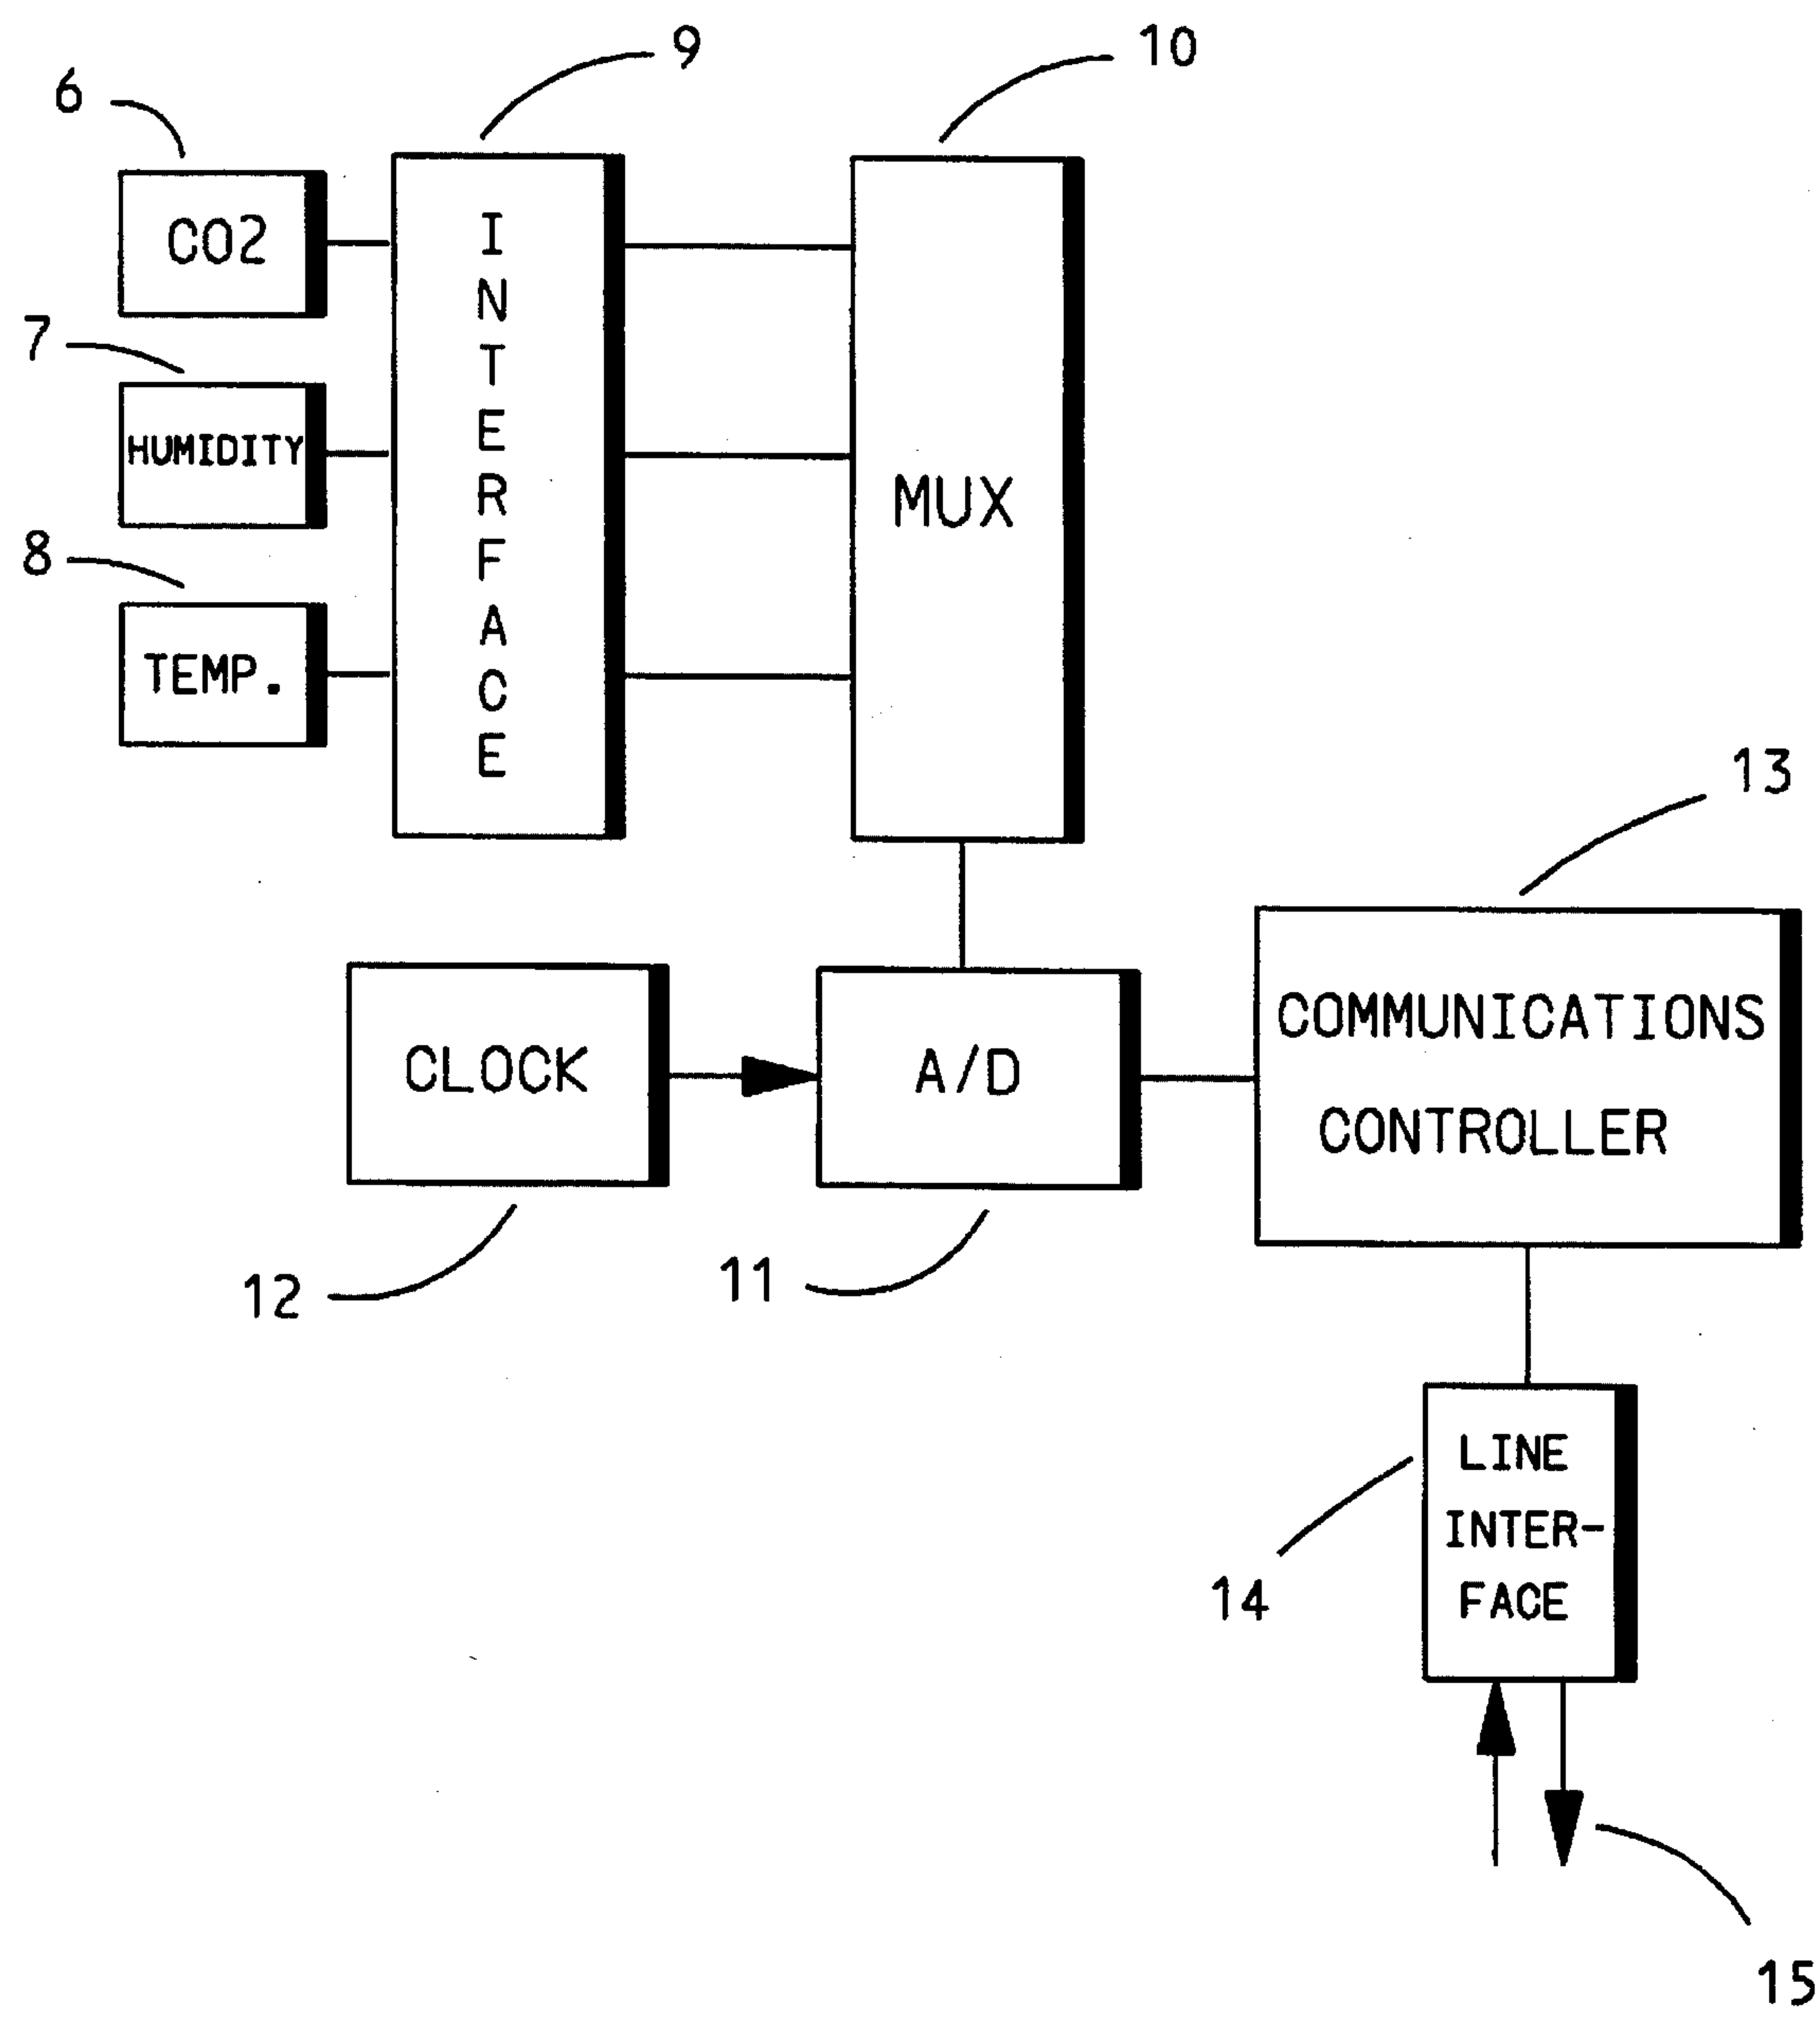 9
10
6
CO2
7
HUMIDITY
8
TEMP.
INTERFACE
MUX
13
COMMUNICATIONS
CONTROLLER
CLOCK
A/D
12
11
LINE
INTER-
FACE
14
15